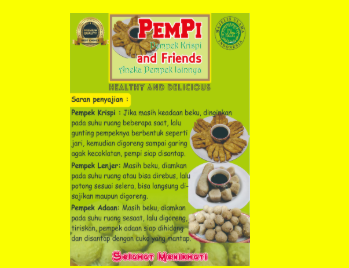 PEMPI
Pempek Krispi
and Friends
Aneka Pempek lainnya
HEALTHY AND DELICIOUS
Saran penyajian :
Pempek Krispi : Jika masih keadaan beku, dinginkan
pada suhu ruang beberapa saat, lalu
gunting pempeknya berbentuk seperti
jari, kemudian digoreng sampai garing
agak kecoklatan, pempi siap disantap.
Pempek Lenjer: Masih beku, diamkan
pada suhu ruang atau bisa direbus, lalu
potong sesuai selera, bisa langsung di-
sajikan maupun digoreng.
Pempek Adaan: Masih beku, diamkan
pada suhu ruang sesaat, lalu digoreng,
tiriskan, pempek adaan siap dihidang
dan disantap dengan cuko yang mantap.
Selamat Menikmati